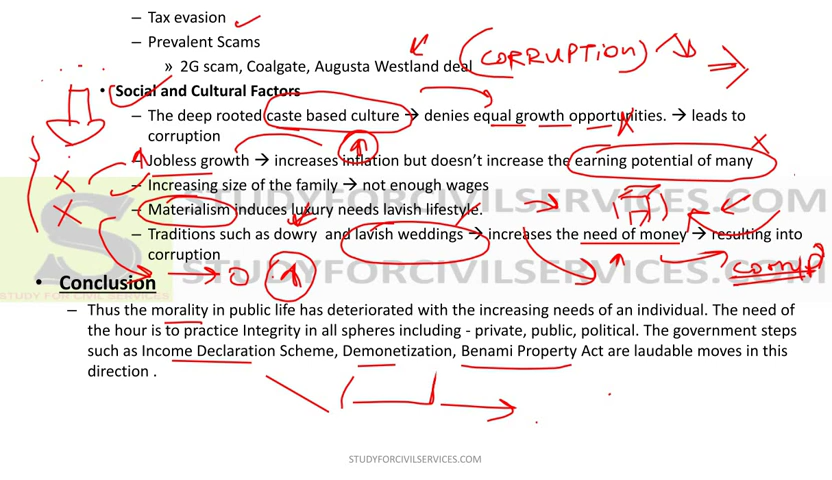 – Tax evasion
– Prevalent Scams
» 2G scam, Coalgate, Augusta Westland deal
(CORRUPTION)
• Social and Cultural Factors
– The deep rooted caste based culture → denies equal growth opportunities. → leads to
corruption
– Jobless growth → increases inflation but doesn't increase the earning potential of many
– Increasing size of the family → not enough wages
– Materialism induces luxury needs lavish lifestyle.
– Traditions such as dowry and lavish weddings → increases the need of money → resulting into
corruption
STUDYFORCIVILSERVICES.COM
STUDYFORCIVILSERVICES.COM
STUDY FOR CIVIL SERVICES
• Conclusion
– Thus the morality in public life has deteriorated with the increasing needs of an individual. The need of
the hour is to practice Integrity in all spheres including - private, public, political. The government steps
such as Income Declaration Scheme, Demonetization, Benami Property Act are laudable moves in this
direction .
STUDYFORCIVILSERVICES.COM